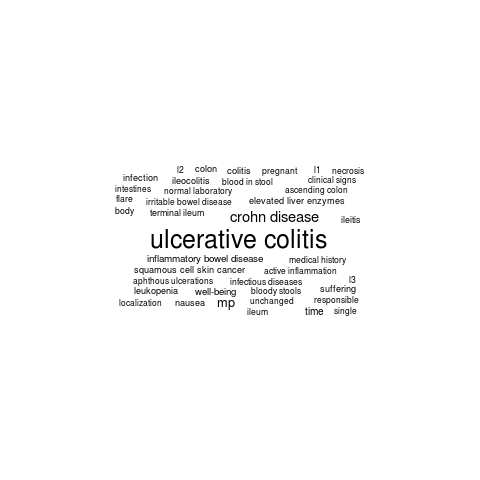 l2 colon colitis pregnant l1 necrosis
infection ileocolitis blood in stool clinical signs
intestines normal laboratory ascending colon
flare irritable bowel disease elevated liver enzymes
body terminal ileum crohn disease ileitis
ulcerative colitis
inflammatory bowel disease medical history
squamous cell skin cancer active inflammation
aphthous ulcerations infectious diseases l3
leukopenia well-being bloody stools suffering
localization nausea mp unchanged responsible
ileum time single